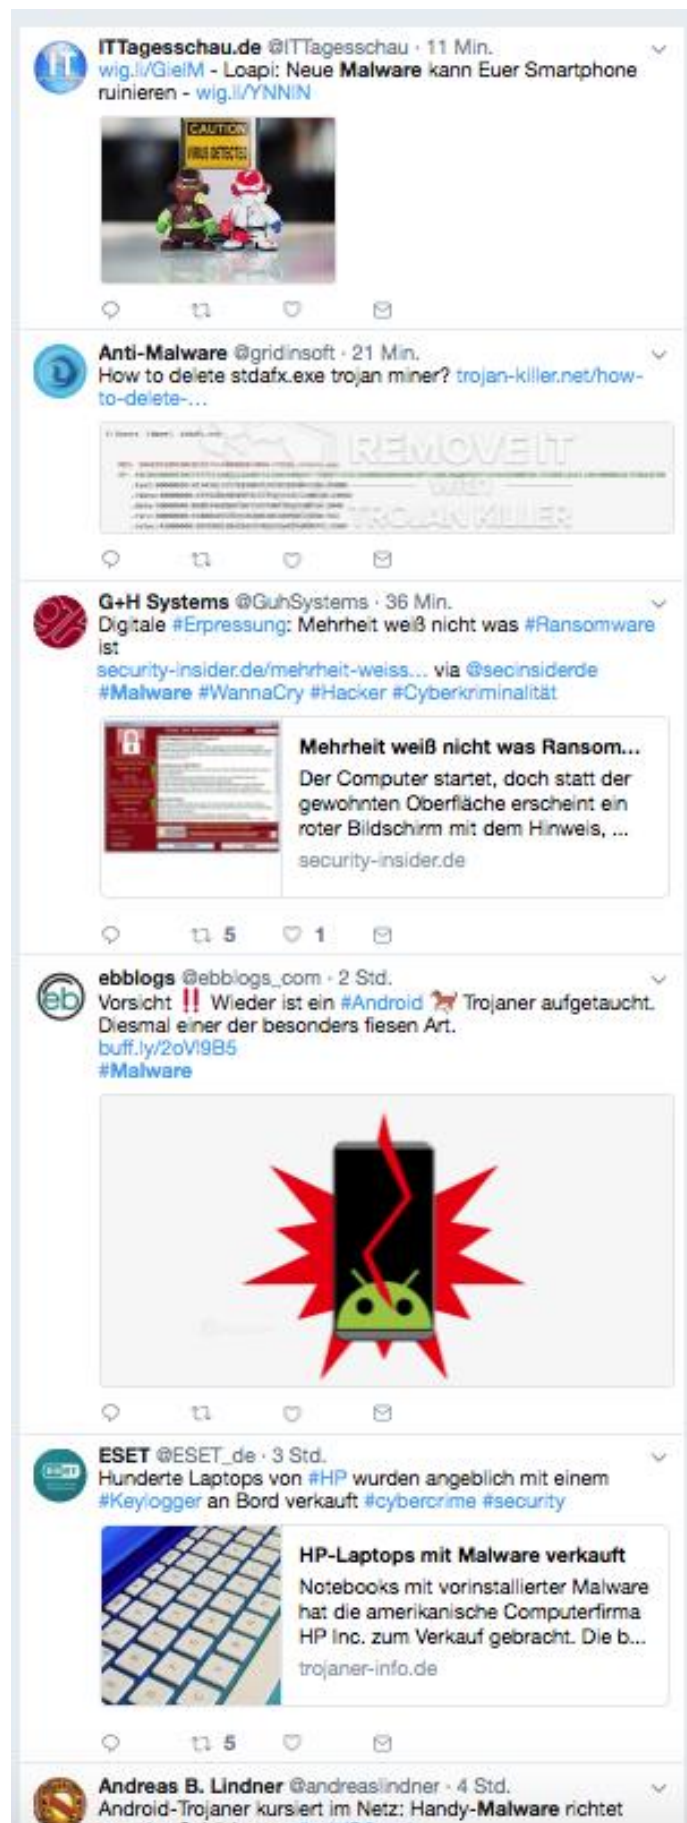 ITTagesschau.de @ITTagesschau · 11 Min.
wig.li/GielM - Loapi: Neue Malware kann Euer Smartphone
ruinieren - wig.li/YNNIN
CAUTION
VIRUS DETECTED
Anti-Malware @gridinsoft · 21 Min.
How to delete stdafx.exe trojan miner? trojan-killer.net/how-
to-delete-…
REMOVE IT
WITH
TROJAN KILLER
G+H Systems @GuhSystems · 36 Min.
Digitale #Erpressung: Mehrheit weiß nicht was #Ransomware
ist
security-insider.de/mehrheit-weiss… via @secinsiderde
#Malware #WannaCry #Hacker #Cyberkriminalität
Mehrheit weiß nicht was Ransom...
Der Computer startet, doch statt der
gewohnten Oberfläche erscheint ein
roter Bildschirm mit dem Hinweis, ...
security-insider.de
5 1
ebblogs @ebblogs_com · 2 Std.
eb
Vorsicht ‼ Wieder ist ein #Android 🐎 Trojaner aufgetaucht.
Diesmal einer der besonders fiesen Art.
buff.ly/2oVl9B5
#Malware
ESET @ESET_de · 3 Std.
eset
Hunderte Laptops von #HP wurden angeblich mit einem
#Keylogger an Bord verkauft #cybercrime #security
HP-Laptops mit Malware verkauft
Notebooks mit vorinstallierter Malware
hat die amerikanische Computerfirma
HP Inc. zum Verkauf gebracht. Die b...
trojaner-info.de
5
Andreas B. Lindner @andreaslindner · 4 Std.
Android-Trojaner kursiert im Netz: Handy-Malware richtet